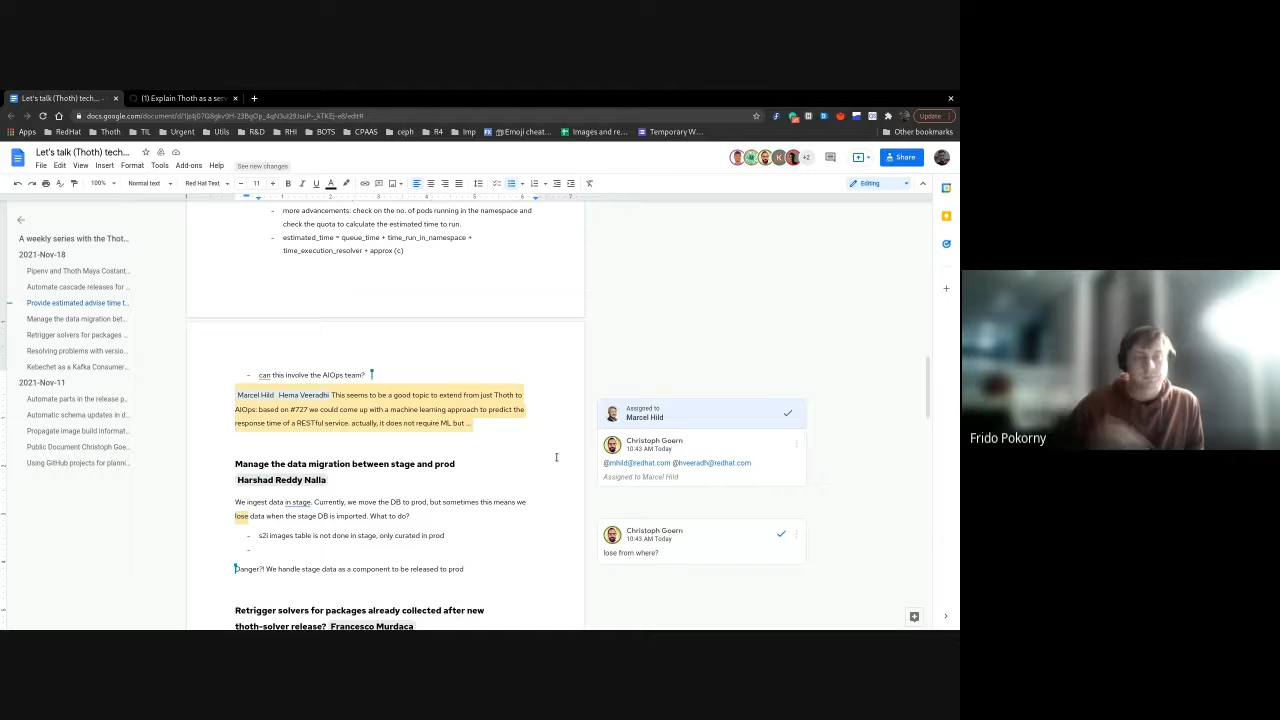 Let's talk (Thoth) tech...
(1) Explain Thoth as a serv
Update
Apps
RedHat
Thoth
TIL
Urgent
Utils
R&D
RHI
BOTS
CPAAS
ceph
R4
Imp
Emoji cheat...
Images and re...
Temporary W...
Other bookmarks
Let's talk (Thoth) tech...
File Edit View Insert Format Tools Add-ons Help
See new changes
K
+2
Share
100%
Normal text
Red Hat Text
11
Editing
A weekly series with the Thot...
2021-Nov-18
Pipenv and Thoth Maya Costant...
Automate cascade releases for ...
Provide estimated advise time t...
Manage the data migration bet...
Retrigger solvers for packages ...
Resolving problems with versio...
Kebechet as a Kafka Consumer...
2021-Nov-11
Automate parts in the release p...
Automatic schema updates in d...
Propagate image build informat...
Public Document Christoph Goe...
Using GitHub projects for planni...
- more advancements: check on the no. of pods running in the namespace and
check the quota to calculate the estimated time to run.
- estimated_time = queue_time + time_run_in_namespace +
time_execution_resolver + approx (c)
- can this involve the AIOps team?
Marcel Hild Hema Veeradhi This seems to be a good topic to extend from just Thoth to
AIOps: based on #727 we could come up with a machine learning approach to predict the
response time of a RESTful service. actually, it does not require ML but ...
Manage the data migration between stage and prod
Harshad Reddy Nalla
We ingest data in stage. Currently, we move the DB to prod, but sometimes this means we
lose data when the stage DB is imported. What to do?
- s2i images table is not done in stage, only curated in prod
-
Danger?! We handle stage data as a component to be released to prod
Retrigger solvers for packages already collected after new
thoth-solver release? Francesco Murdaca
Assigned to
Marcel Hild
Christoph Goern
10:43 AM Today
@mhild@redhat.com @hveeradh@redhat.com
Assigned to Marcel Hild
Christoph Goern
10:43 AM Today
lose from where?
Frido Pokorny